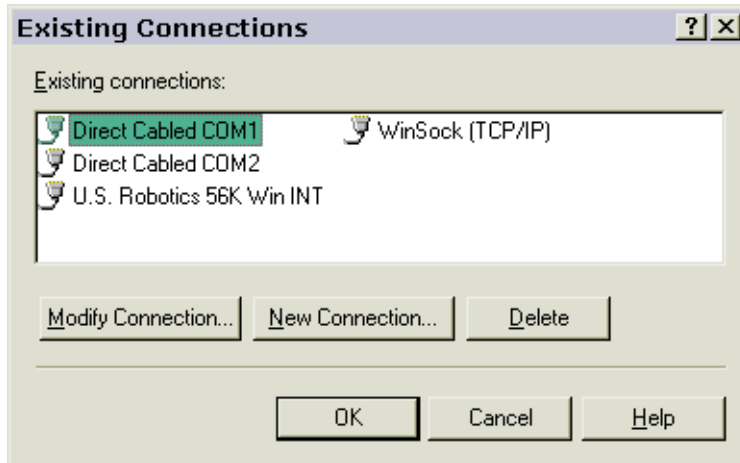 Existing Connections
Existing connections:
Direct Cabled COM1 WinSock (TCP/IP)
Direct Cabled COM2
U.S. Robotics 56K Win INT
Modify Connection... New Connection... Delete
OK Cancel Help